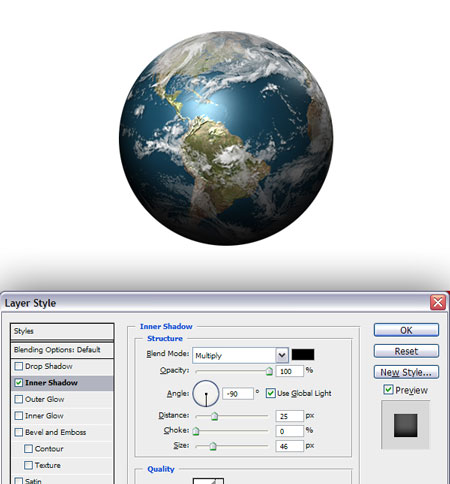 Layer Style
Styles
Blending Options: Default
Drop Shadow
Inner Shadow
Outer Glow
Inner Glow
Bevel and Emboss
Contour
Texture
Satin
Inner Shadow
Structure
Blend Mode: Multiply
Opacity: 100 %
Angle: -90 ° Use Global Light
Distance: 25 px
Choke: 0 %
Size: 46 px
Quality
OK
Reset
New Style...
Preview